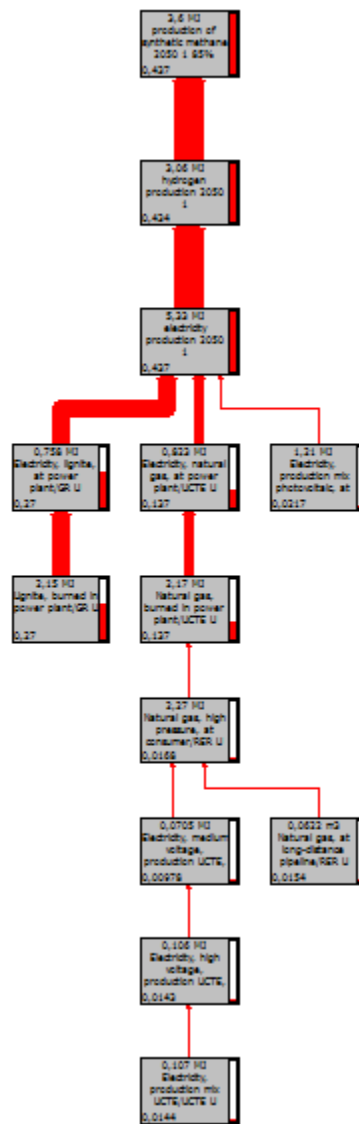 3,6 MJ
production of
synthetic methane
2050 1 85%
0,437
3,06 MJ
hydrogen
production 2050
1
0,434
5,33 MJ
electricity
production 2050
1
0,437
0,758 MJ
Electricity, lignite,
at power
plant/GR U
0,27
0,833 MJ
Electricity, natural
gas, at power
plant/UCTE U
0,137
1,31 MJ
Electricity,
production mix
photovoltaic, at
0,0217
2,15 MJ
Lignite, burned in
power plant/GR U
0,27
2,17 MJ
Natural gas,
burned in power
plant/UCTE U
0,137
2,27 MJ
Natural gas, high
pressure, at
consumer/RER U
0,0168
0,0705 MJ
Electricity, medium
voltage,
production UCTE,
0,00978
0,0622 m3
Natural gas, at
long-distance
pipeline/RER U
0,0154
0,106 MJ
Electricity, high
voltage,
production UCTE,
0,0143
0,107 MJ
Electricity,
production mix
UCTE/UCTE U
0,0144